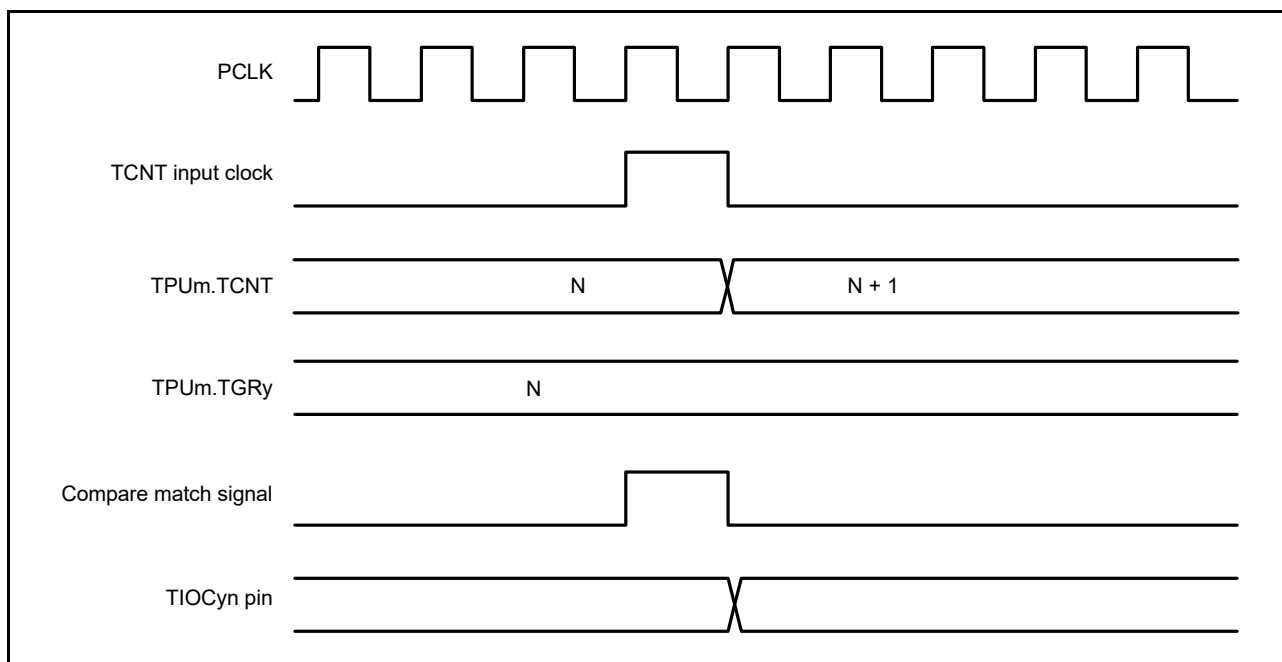 PCLK
TCNT input clock
TPUm.TCNT
N
N + 1
TPUm.TGRy
N
Compare match signal
TIOCyn pin